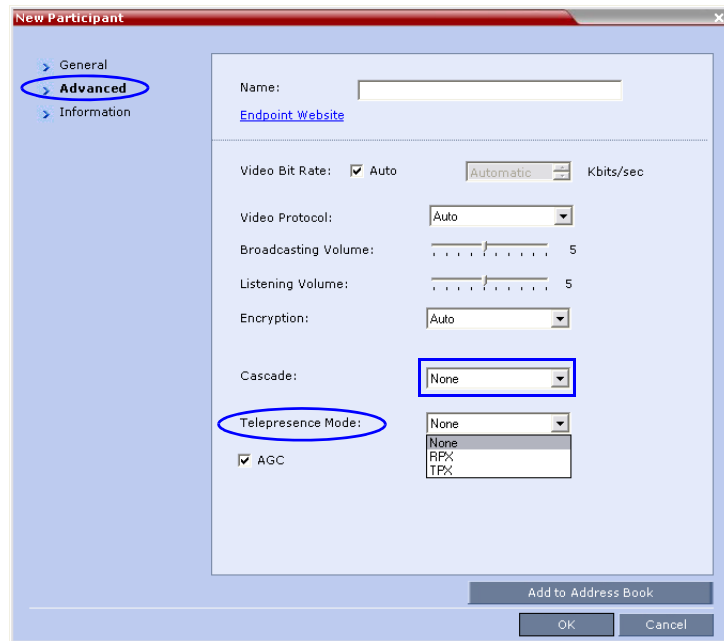 New Participant
General
Advanced
Information
Name:
Endpoint Website
Video Bit Rate: Auto Automatic Kbits/sec
Video Protocol: Auto
Broadcasting Volume: 5
Listening Volume: 5
Encryption: Auto
Cascade: None
Telepresence Mode: None
None
AGC RPX
TPX
Add to Address Book
OK Cancel